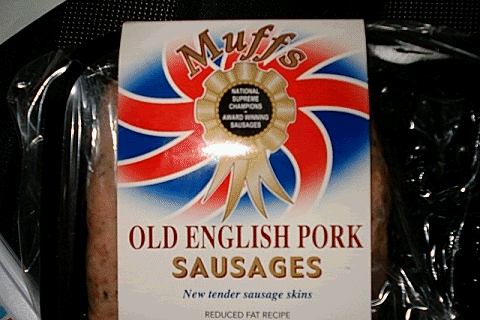 Muffs
NATIONAL
SUPREME
CHAMPIONS
AWARD WINNING
SAUSAGES
OLD ENGLISH PORK
SAUSAGES
New tender sausage skins
REDUCED FAT RECIPE